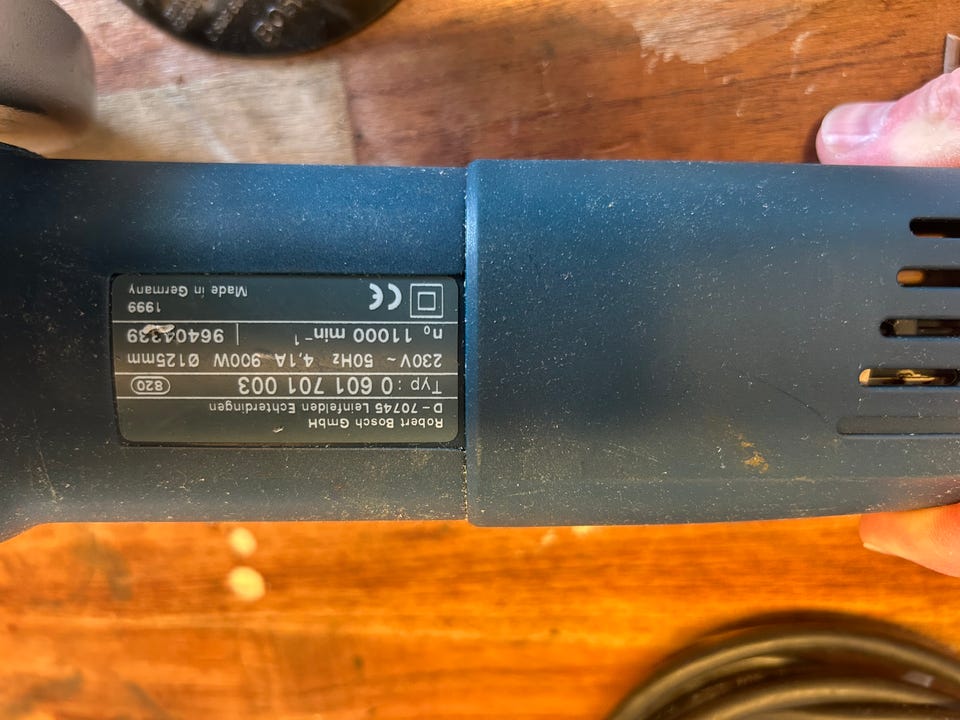 Robert Bosch GmbH
D-70745 Leinfelden Echterdingen
Typ: 0 601 701 003 820
230V ~ 50Hz 4,1A 900W Ø125mm
n₀ 11000 min⁻¹ 96404339
CE 1999
Made in Germany